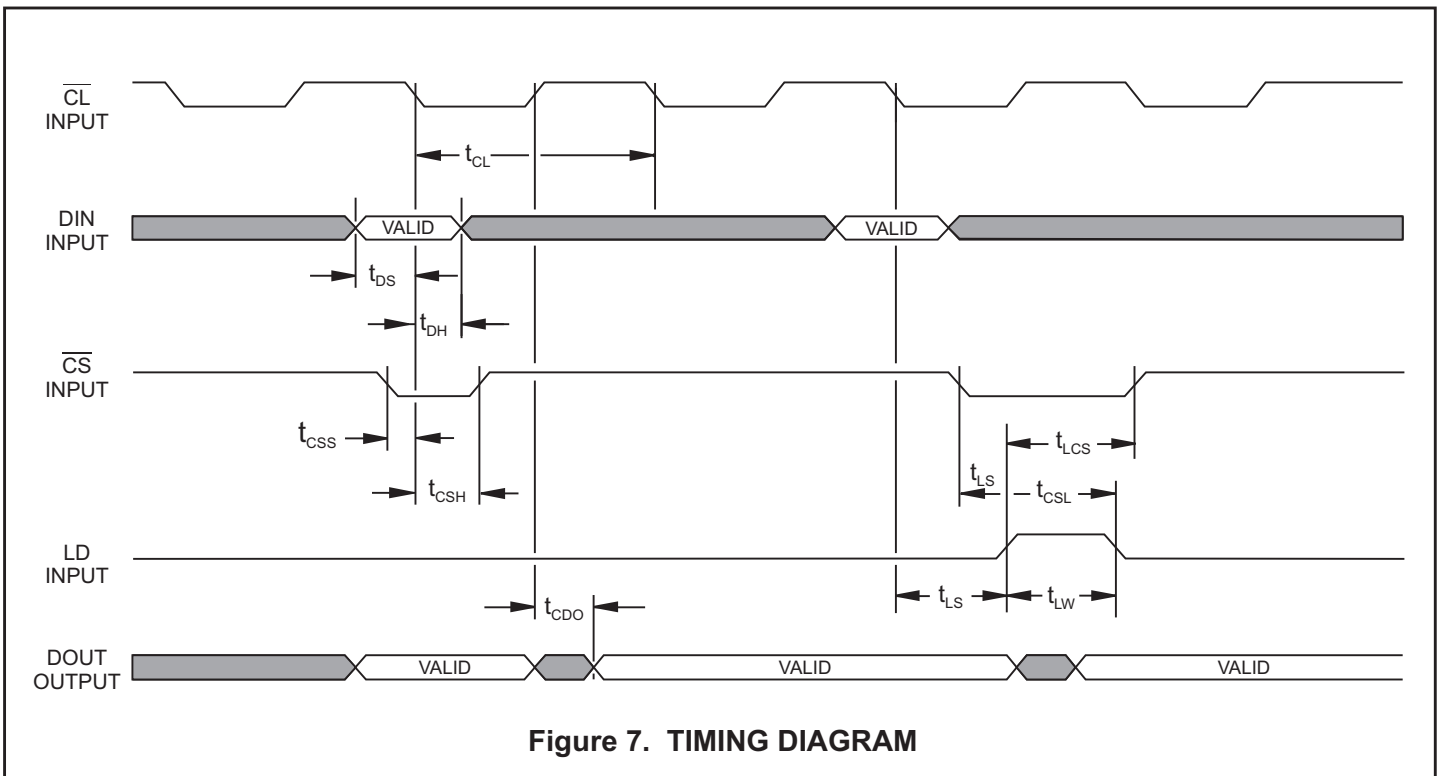 CL
INPUT
t_CL
DIN
INPUT
VALID VALID
t_DS
t_DH
CS
INPUT
t_CSS
t_LCS
t_CSH
t_LS
t_CSL
LD
INPUT
t_LS
t_LW
t_CDO
DOUT
OUTPUT
VALID VALID VALID
Figure 7. TIMING DIAGRAM